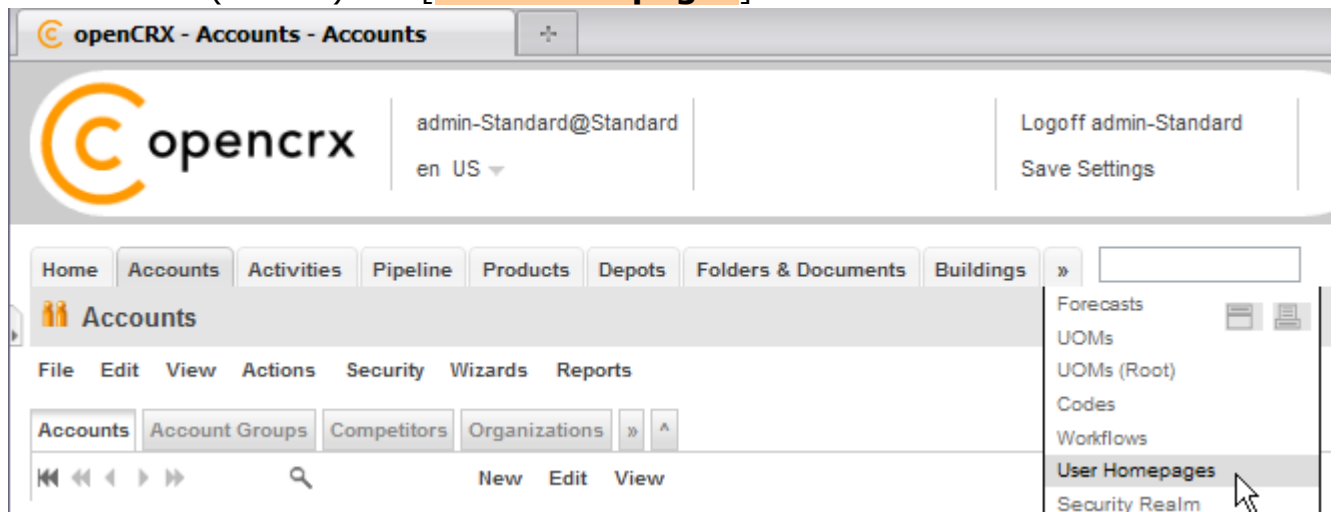 openCRX - Accounts - Accounts
opencrx
admin-Standard@Standard
en US
Logoff admin-Standard
Save Settings
Home Accounts Activities Pipeline Products Depots Folders & Documents Buildings »
Accounts
File Edit View Actions Security Wizards Reports
Accounts Account Groups Competitors Organizations » ^
New Edit View
Forecasts
UOMs
UOMs (Root)
Codes
Workflows
User Homepages
Security Realm